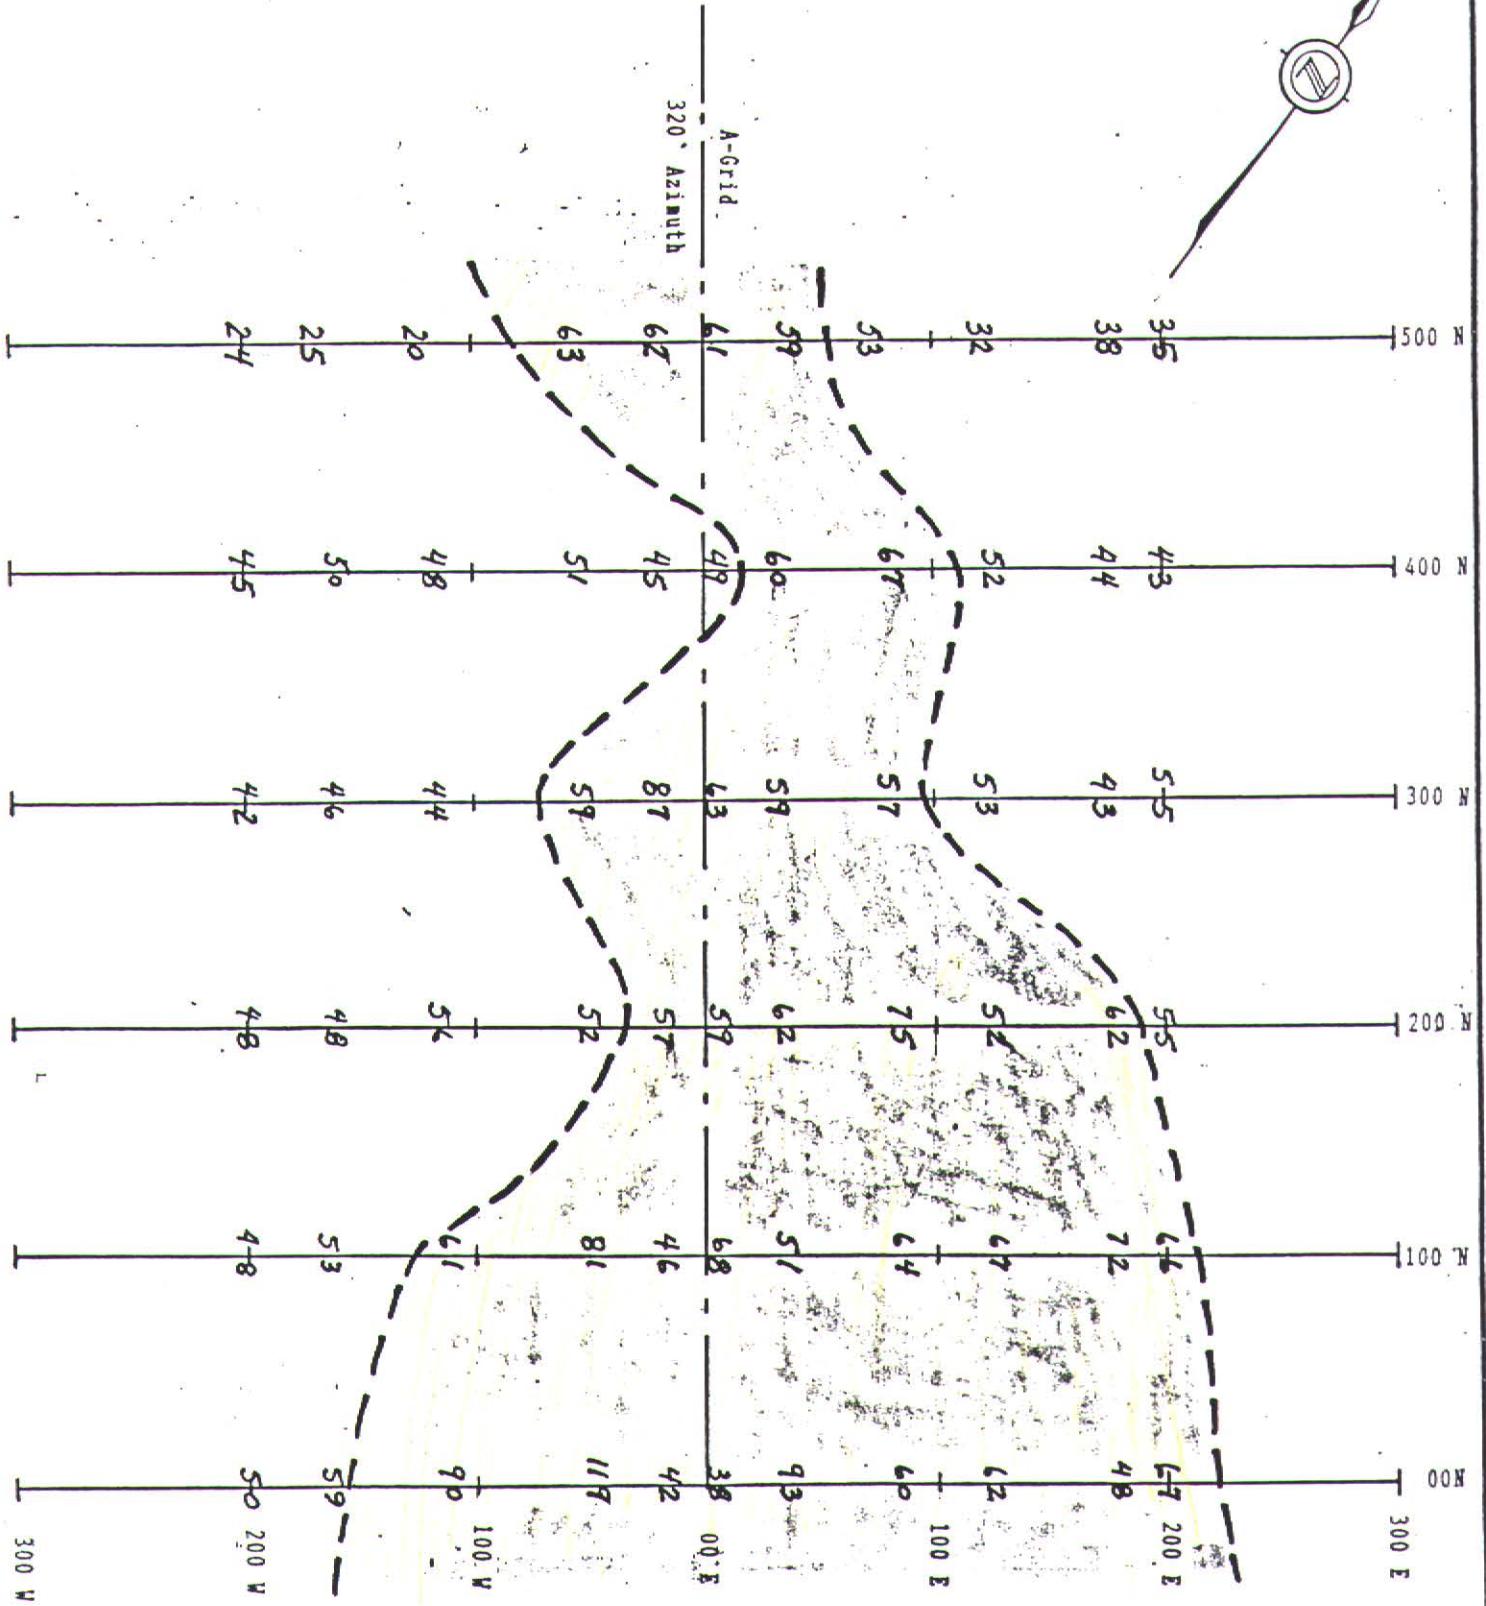 A-Grid
320° Azimuth
24 25 20 63 62 61 59 53 32 38 35 500 N
45 50 48 51 45 49 60 67 52 44 43 400 N
42 46 44 59 87 63 59 57 53 43 55 300 N
48 48 54 52 57 59 62 75 52 62 55 200 N
48 53 61 81 46 68 51 64 67 72 66 100 N
50 59 90 119 42 38 93 60 62 48 67 00N
300 W 200 W 100 W 00 E 100 E 200 E 300 E